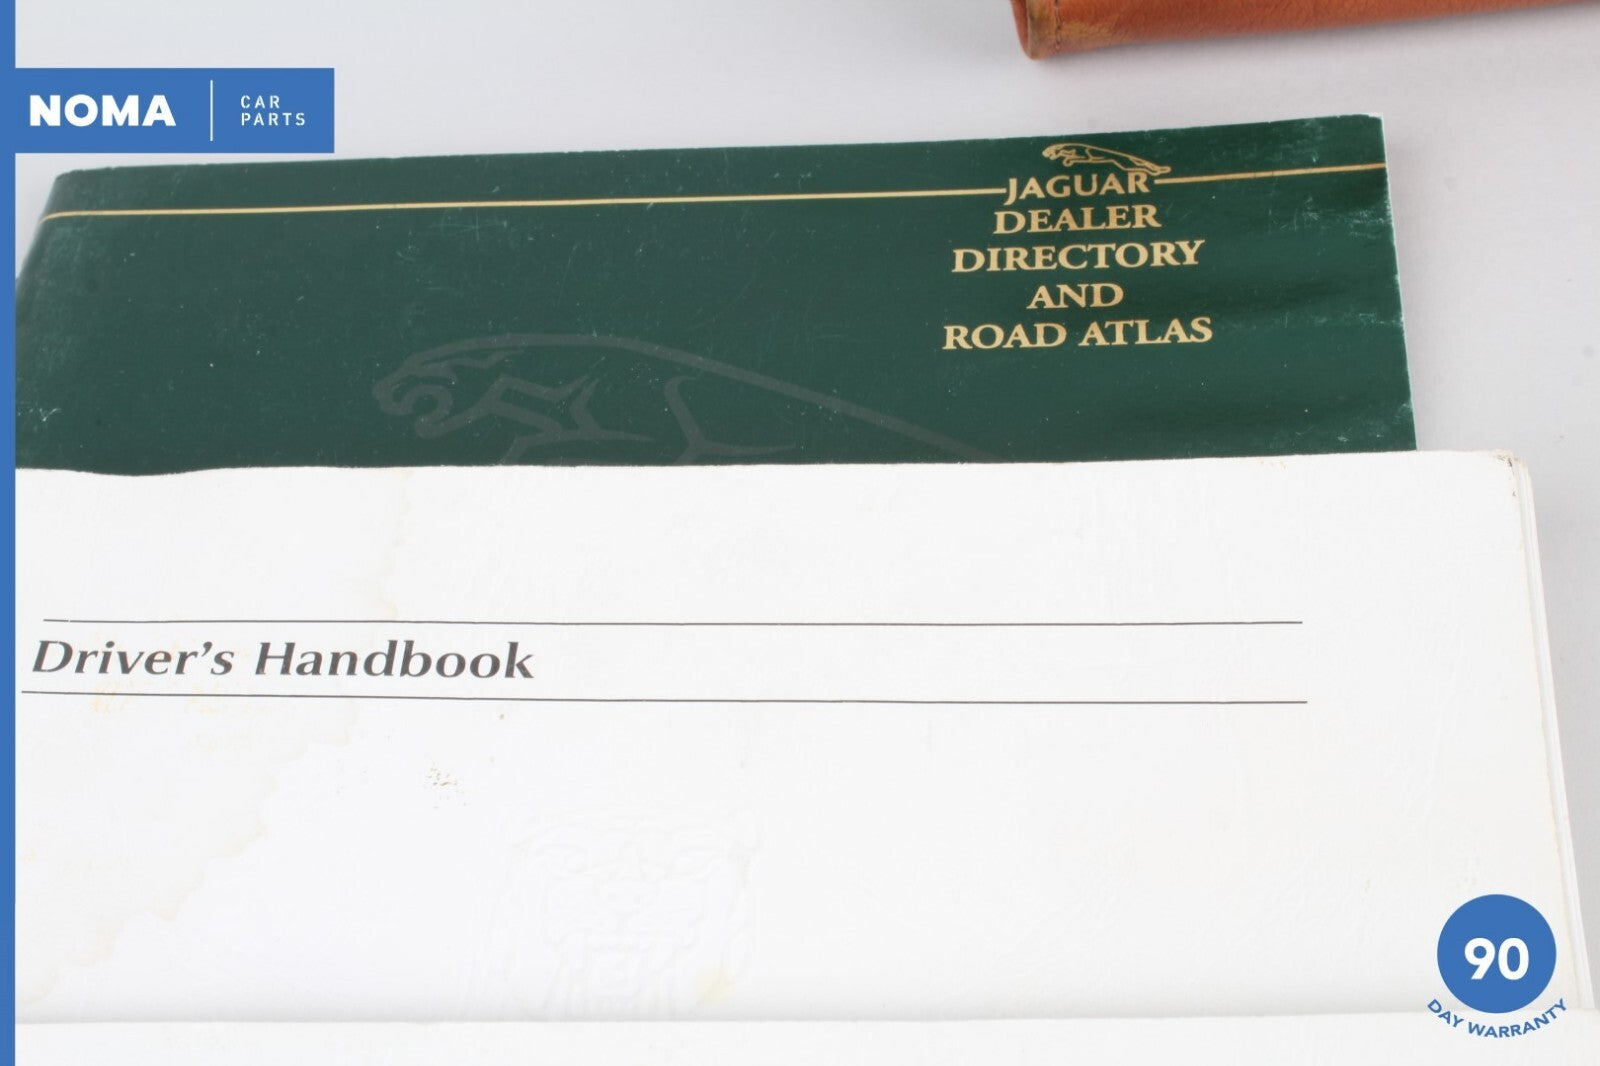 NOMA
CAR
PARTS
JAGUAR
DEALER
DIRECTORY
AND
ROAD ATLAS
Driver's Handbook
90
DAY WARRANTY